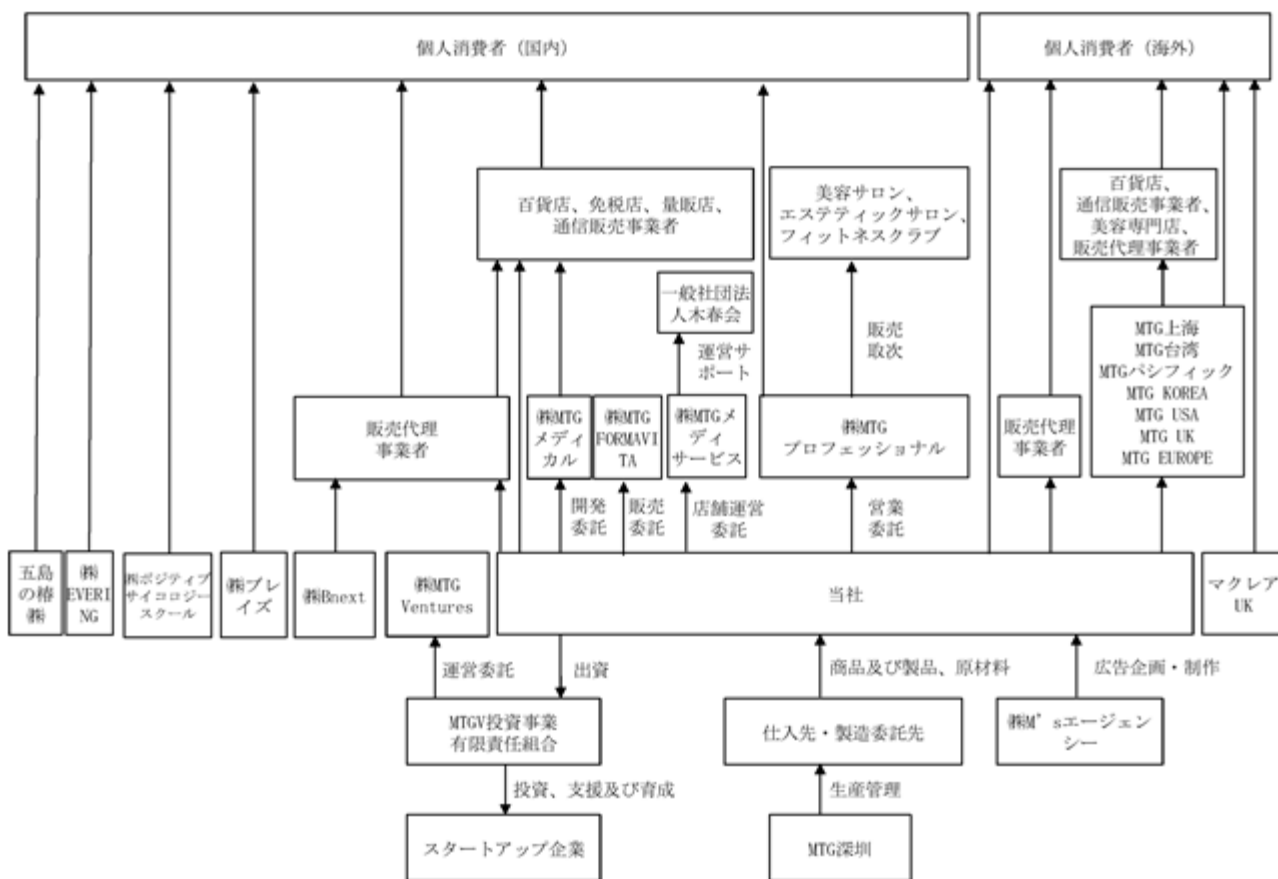 個人消費者（国内）
個人消費者（海外）
百貨店、免税店、量販店、
通信販売事業者
美容サロン、
エステティックサロン、
フィットネスクラブ
百貨店、
通信販売事業者、
美容専門店、
販売代理事業者
一般社団法
人木春会
運営サ
ポート
販売
取次
MTG上海
MTG台湾
MTGパシフィック
MTG KOREA
MTG USA
MTG UK
MTG EUROPE
販売代理
事業者
㈱MTG
メディ
カル
㈱MTG
FORMAVI
TA
㈱MTGメ
ディ
サービス
㈱MTG
プロフェッショナル
販売代理
事業者
開発
委託
販売
委託
店舗運営
委託
営業
委託
五島
の椿
㈱
㈱
EVERI
NG
㈱ポジティブ
サイコロジー
スクール
㈱ブレ
イズ
㈱Bnext
㈱MTG
Ventures
当社
マクレア
UK
運営委託
出資
商品及び製品、原材料
広告企画・制作
MTGV投資事業
有限責任組合
仕入先・製造委託先
㈱M’sエージェン
シー
投資、支援及び育成
生産管理
スタートアップ企業
MTG深圳